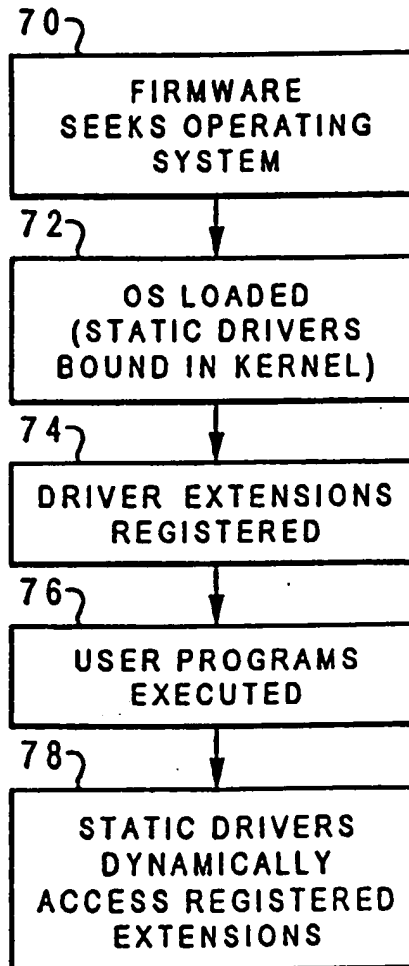 70
FIRMWARE
SEEKS OPERATING
SYSTEM
72
OS LOADED
(STATIC DRIVERS
BOUND IN KERNEL)
74
DRIVER EXTENSIONS
REGISTERED
76
USER PROGRAMS
EXECUTED
78
STATIC DRIVERS
DYNAMICALLY
ACCESS REGISTERED
EXTENSIONS